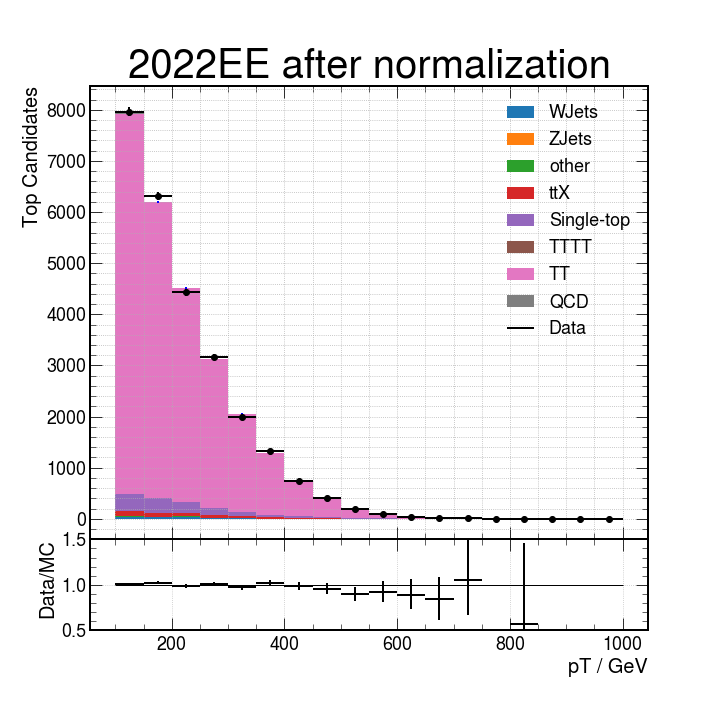 2022EE after normalization
Top Candidates
8000
7000
6000
5000
4000
3000
2000
1000
0
WJets
ZJets
other
ttX
Single-top
TTTT
TT
QCD
Data
Data/MC
1.5
1.0
0.5
200
400
600
800
1000
pT / GeV